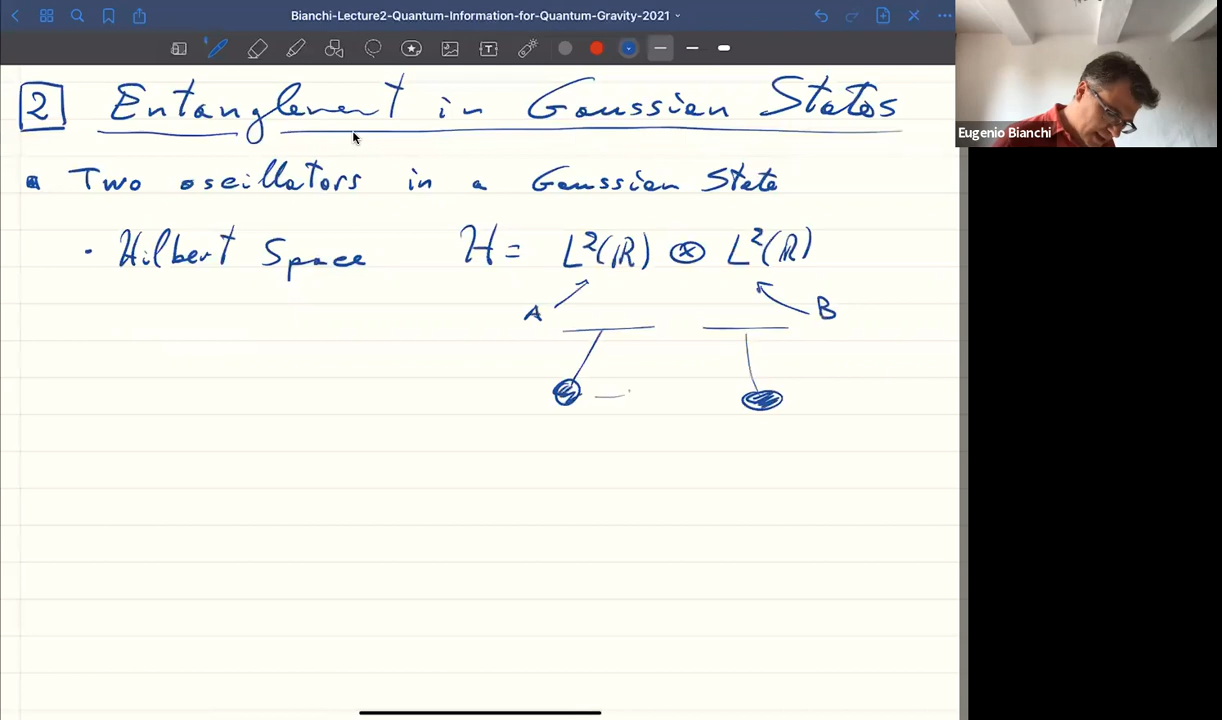 Bianchi-Lecture2-Quantum-Information-for-Quantum-Gravity-2021
2 Entanglement in Gaussian States
Eugenio Bianchi
Two oscillators in a Gaussian State
· Hilbert Space H = L²(ℝ) ⊗ L²(ℝ)
A B